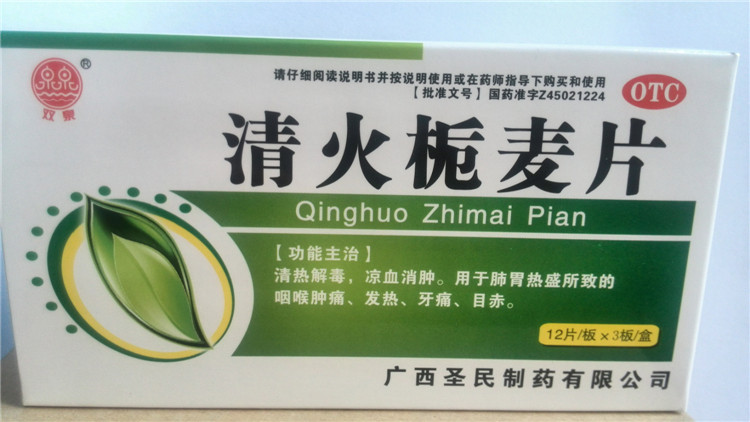 请仔细阅读说明书并按说明使用或在药师指导下购买和使用
【批准文号】国药准字Z45021224
OTC
®
双景
清火栀麦片
Qinghuo Zhimai Pian
【功能主治】
清热解毒，凉血消肿。用于肺胃热盛所致的
咽喉肿痛、发热、牙痛、目赤。
12片/板×3板/盒
广西圣民制药有限公司